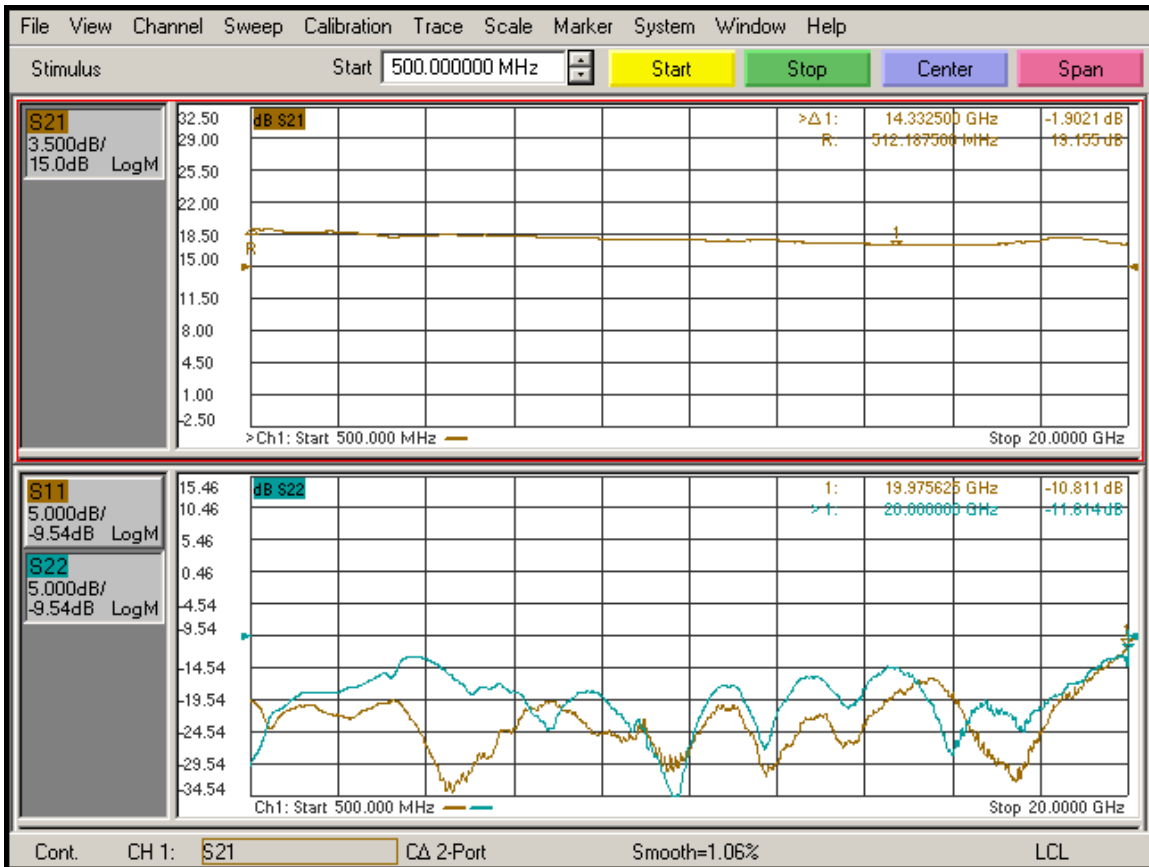 File View Channel Sweep Calibration Trace Scale Marker System Window Help
Stimulus Start 500.000000 MHz Start Stop Center Span
S21
3.500dB/
15.0dB LogM
32.50
29.00
25.50
22.00
18.50
15.00
11.50
8.00
4.50
1.00
-2.50
dB S21
>Δ 1: 14.332500 GHz -1.9021 dB
R: 512.187500 MHz 19.155 dB
1
R
>Ch1: Start 500.000 MHz Stop 20.0000 GHz
S11
5.000dB/
-9.54dB LogM
S22
5.000dB/
-9.54dB LogM
15.46
10.46
5.46
0.46
-4.54
-9.54
-14.54
-19.54
-24.54
-29.54
-34.54
dB S22
1: 19.975625 GHz -10.811 dB
>1: 20.000000 GHz -11.814 dB
1
Ch1: Start 500.000 MHz Stop 20.0000 GHz
Cont. CH 1: S21 CΔ 2-Port Smooth=1.06% LCL